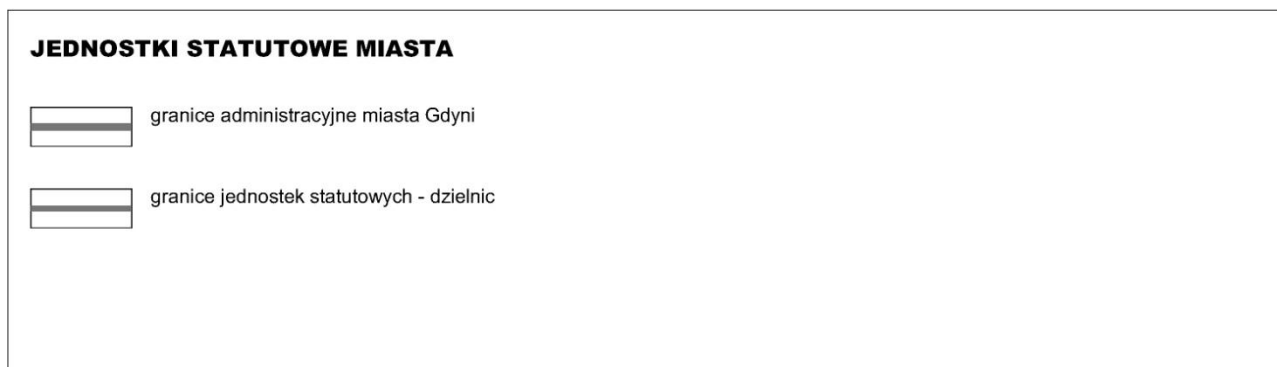 JEDNOSTKI STATUTOWE MIASTA
granice administracyjne miasta Gdyni
granice jednostek statutowych - dzielnic